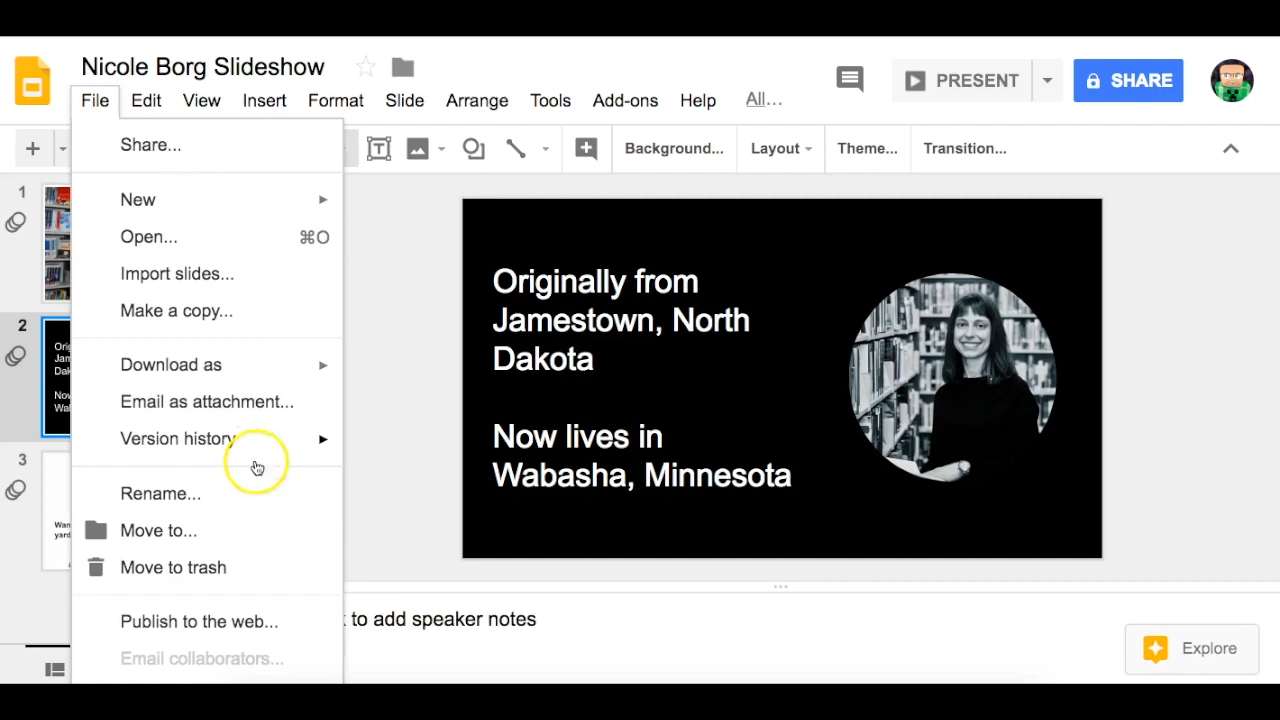 Nicole Borg Slideshow
File Edit View Insert Format Slide Arrange Tools Add-ons Help All...
PRESENT
SHARE
Background... Layout Theme... Transition...
Share...
New
Open... ⌘O
Import slides...
Make a copy...
Download as
Email as attachment...
Version history
Rename...
Move to...
Move to trash
Publish to the web...
Email collaborators...
1
2
3
Originally from
Jamestown, North
Dakota
Now lives in
Wabasha, Minnesota
to add speaker notes
Explore